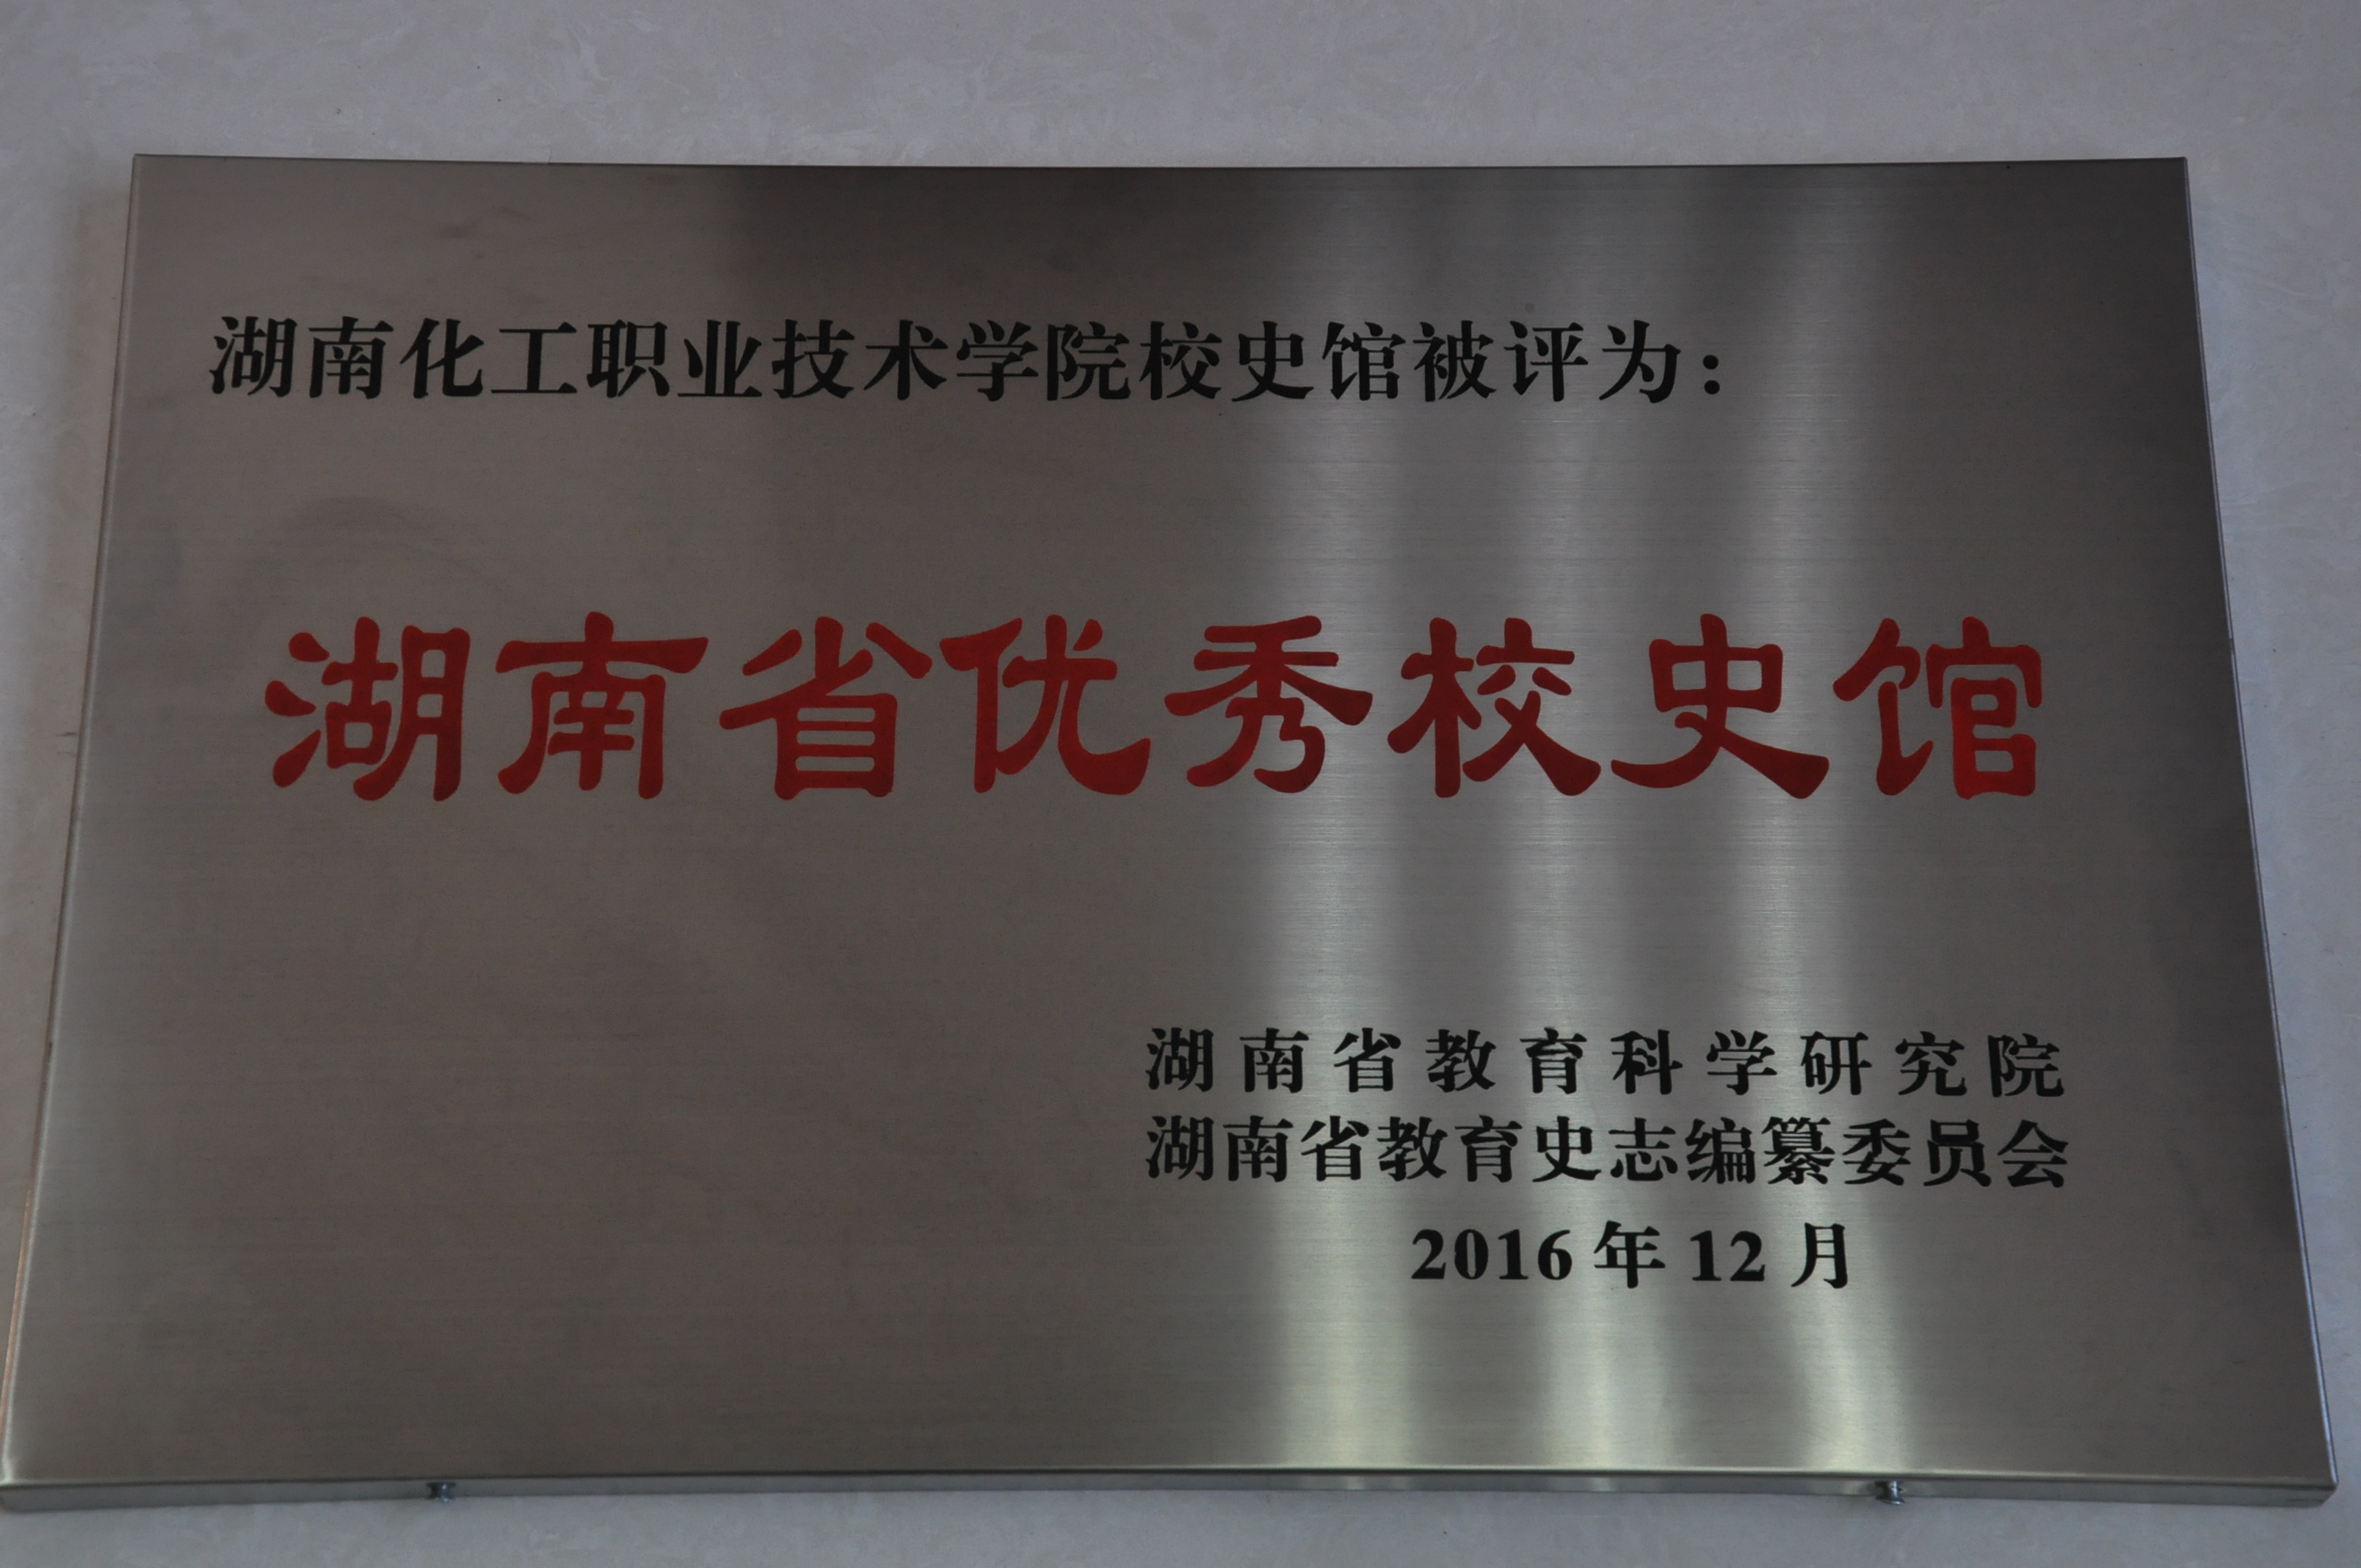 湖南化工职业技术学院校史馆被评为：
湖南省优秀校史馆
湖南省教育科学研究院
湖南省教育史志编纂委员会
2016年12月